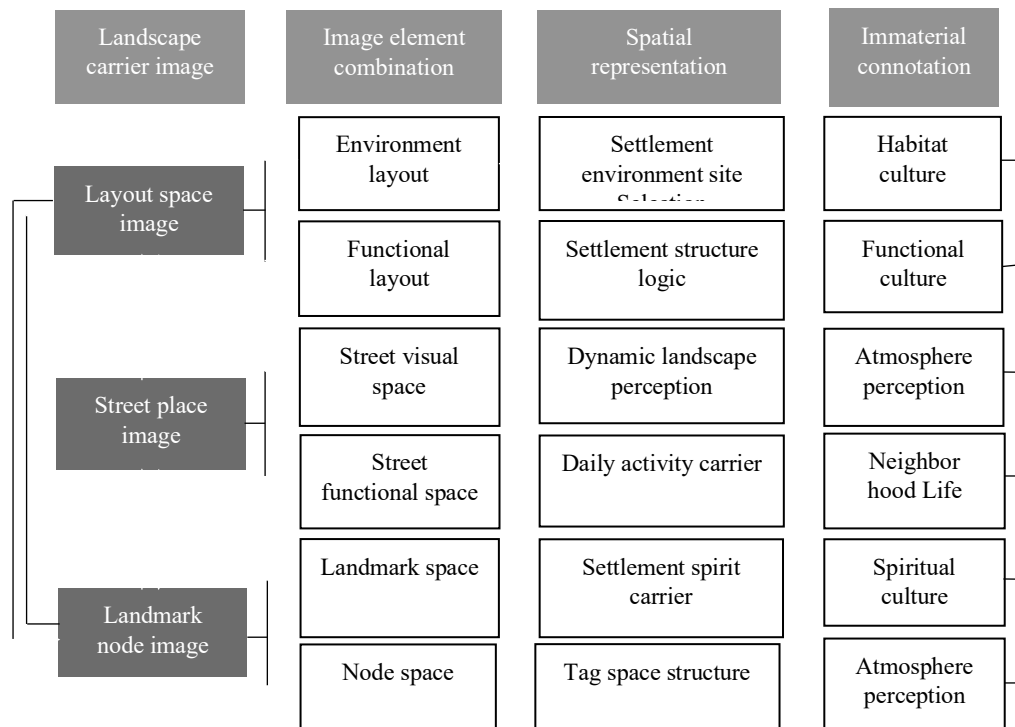 Landscape
carrier image
Image element
combination
Spatial
representation
Immaterial
connotation
Layout space
image
Environment
layout
Settlement
environment site
Selection
Habitat
culture
Functional
layout
Settlement structure
logic
Functional
culture
Street place
image
Street visual
space
Dynamic landscape
perception
Atmosphere
perception
Street
functional space
Daily activity carrier
Neighbor
hood Life
Landmark
node image
Landmark space
Settlement spirit
carrier
Spiritual
culture
Node space
Tag space structure
Atmosphere
perception